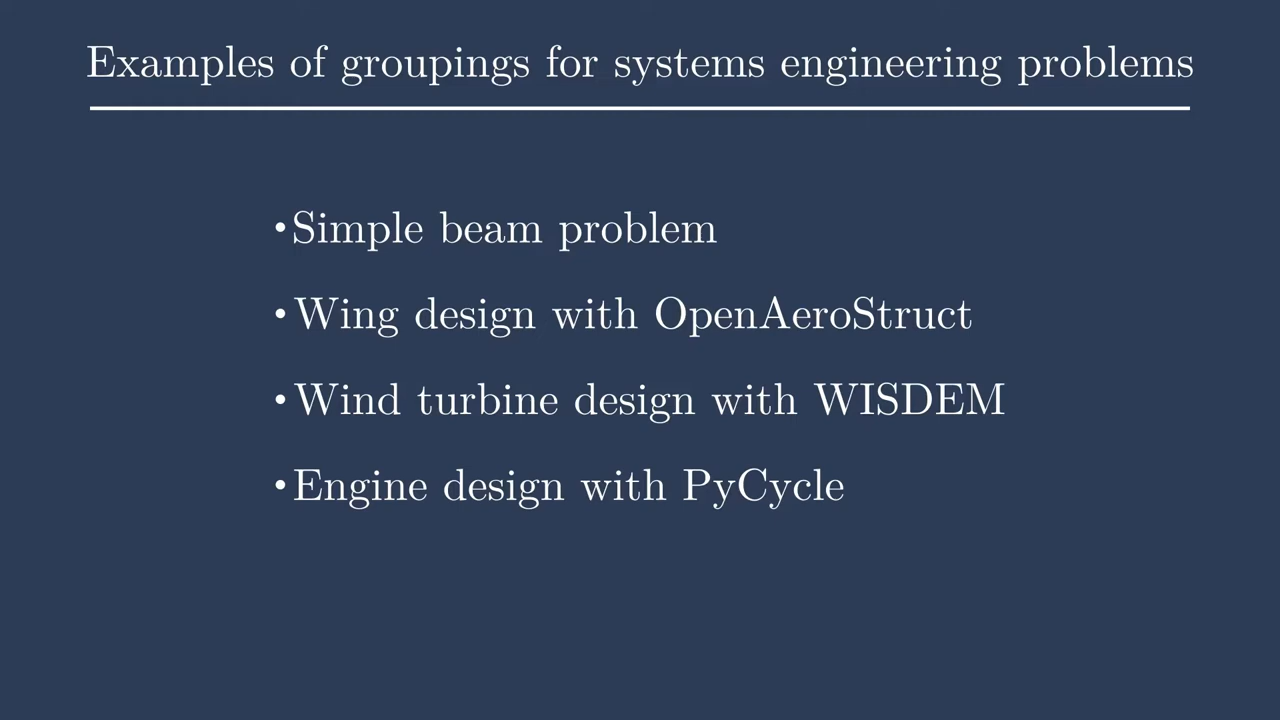 Examples of groupings for systems engineering problems
•Simple beam problem
•Wing design with OpenAeroStruct
•Wind turbine design with WISDEM
•Engine design with PyCycle